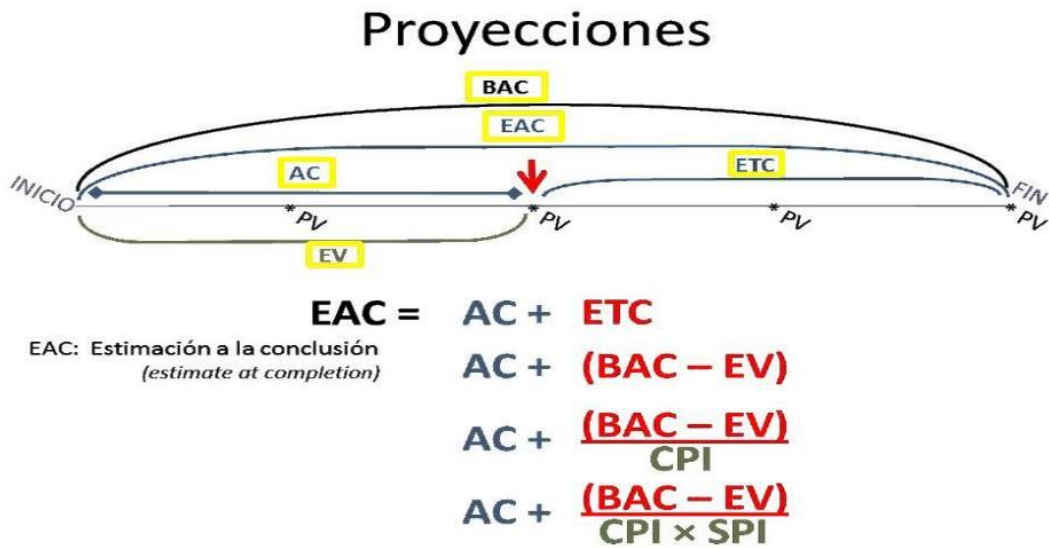 Proyecciones
BAC
EAC
AC
ETC
INICIO
FIN
* PV
* PV
* PV
* PV
EV
EAC = AC + ETC
EAC: Estimación a la conclusión
(estimate at completion)
AC + (BAC – EV)
AC + (BAC – EV)
CPI
AC + (BAC – EV)
CPI × SPI